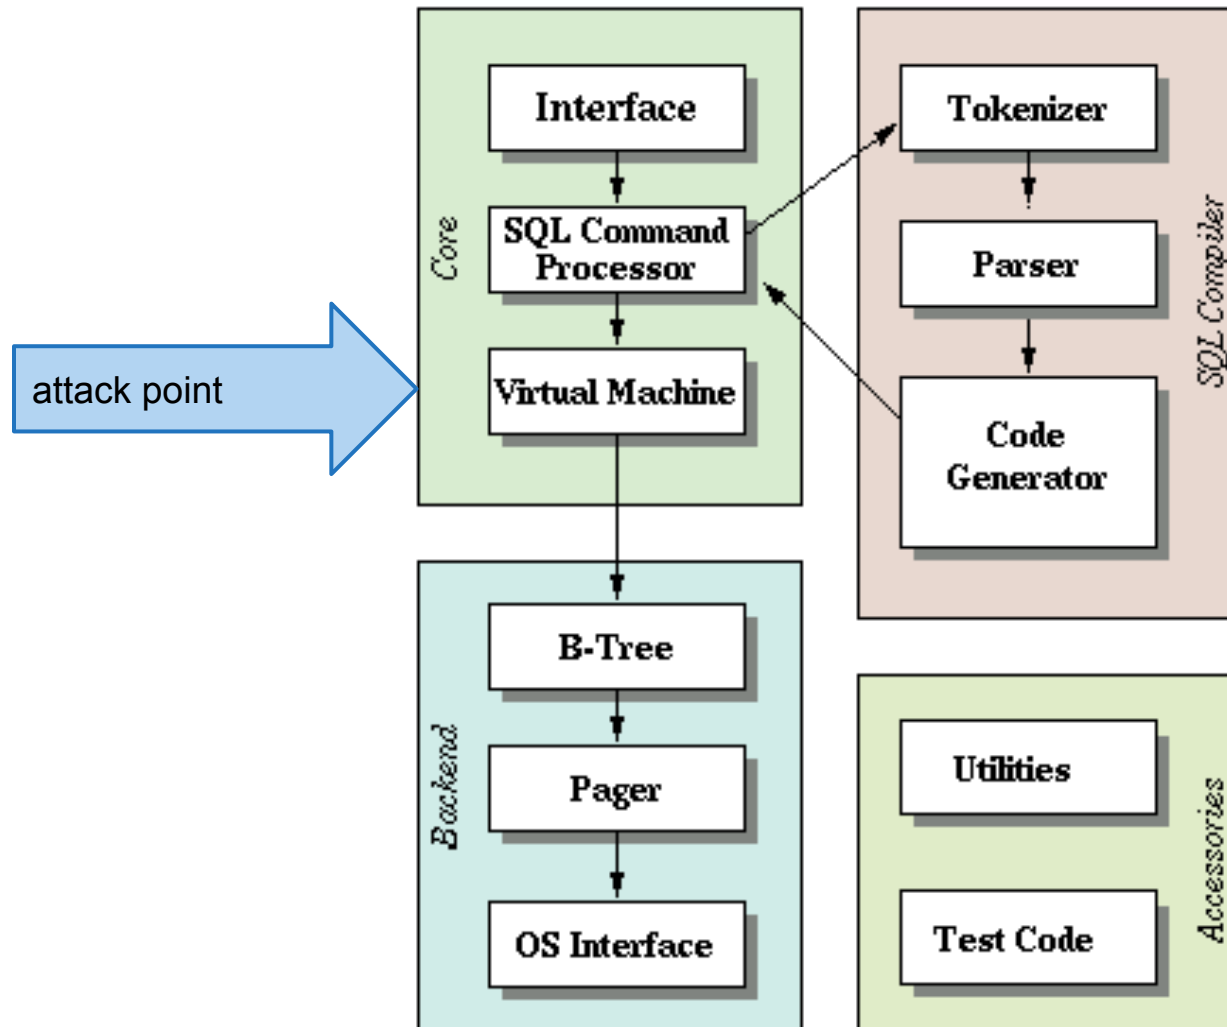 Interface
SQL Command
Processor
Virtual Machine
Core
attack point
Tokenizer
Parser
Code
Generator
SQL Compiler
B-Tree
Pager
OS Interface
Backend
Utilities
Test Code
Accessories